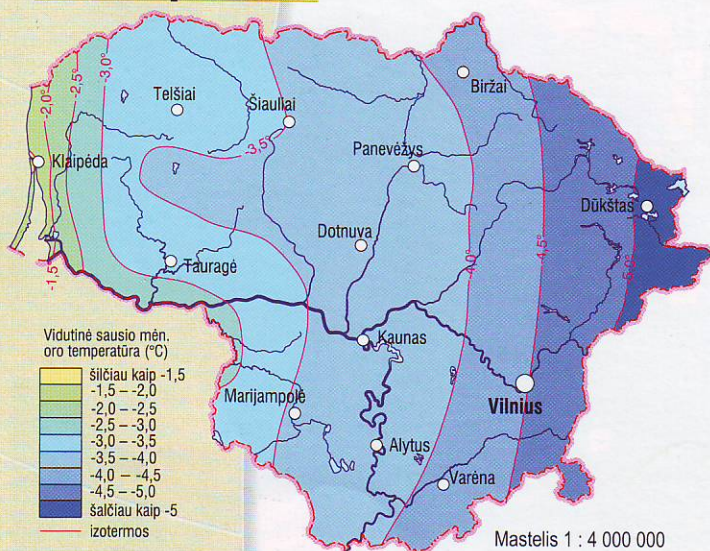 -2,0°
-2,5°
-3,0°
Telšiai
Šiauliai
-3,5°
Biržai
Klaipėda
Panevėžys
Dūkštas
Dotnuva
Tauragė
-1,5°
-4,0°
-4,5°
-5,0°
Kaunas
Vilnius
Marijampolė
Alytus
Varėna
Vidutinė sausio mėn.
oro temperatūra (°C)
šilčiau kaip -1,5
-1,5 – -2,0
-2,0 – -2,5
-2,5 – -3,0
-3,0 – -3,5
-3,5 – -4,0
-4,0 – -4,5
-4,5 – -5,0
šalčiau kaip -5
izotermos
Mastelis 1 : 4 000 000